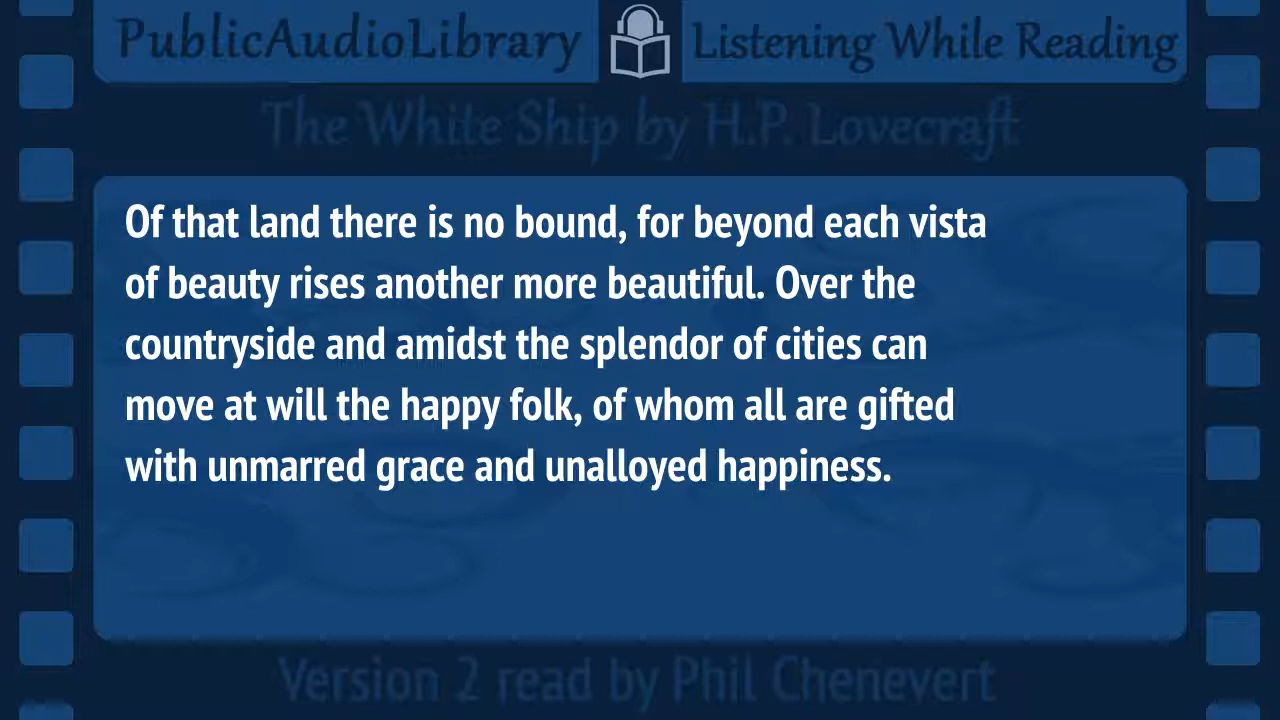 PublicAudioLibrary Listening While Reading
The White Ship by H.P. Lovecraft
Of that land there is no bound, for beyond each vista
of beauty rises another more beautiful. Over the
countryside and amidst the splendor of cities can
move at will the happy folk, of whom all are gifted
with unmarred grace and unalloyed happiness.
Version 2 read by Phil Chenevert